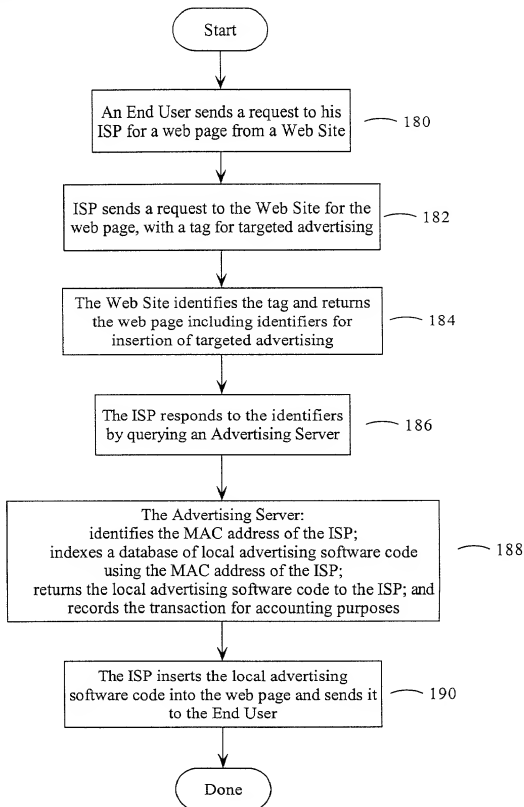 Start
An End User sends a request to his
ISP for a web page from a Web Site
180
ISP sends a request to the Web Site for the
web page, with a tag for targeted advertising
182
The Web Site identifies the tag and returns
the web page including identifiers for
insertion of targeted advertising
184
The ISP responds to the identifiers
by querying an Advertising Server
186
The Advertising Server:
identifies the MAC address of the ISP;
indexes a database of local advertising software code
using the MAC address of the ISP;
returns the local advertising software code to the ISP; and
records the transaction for accounting purposes
188
The ISP inserts the local advertising
software code into the web page and sends it
to the End User
190
Done